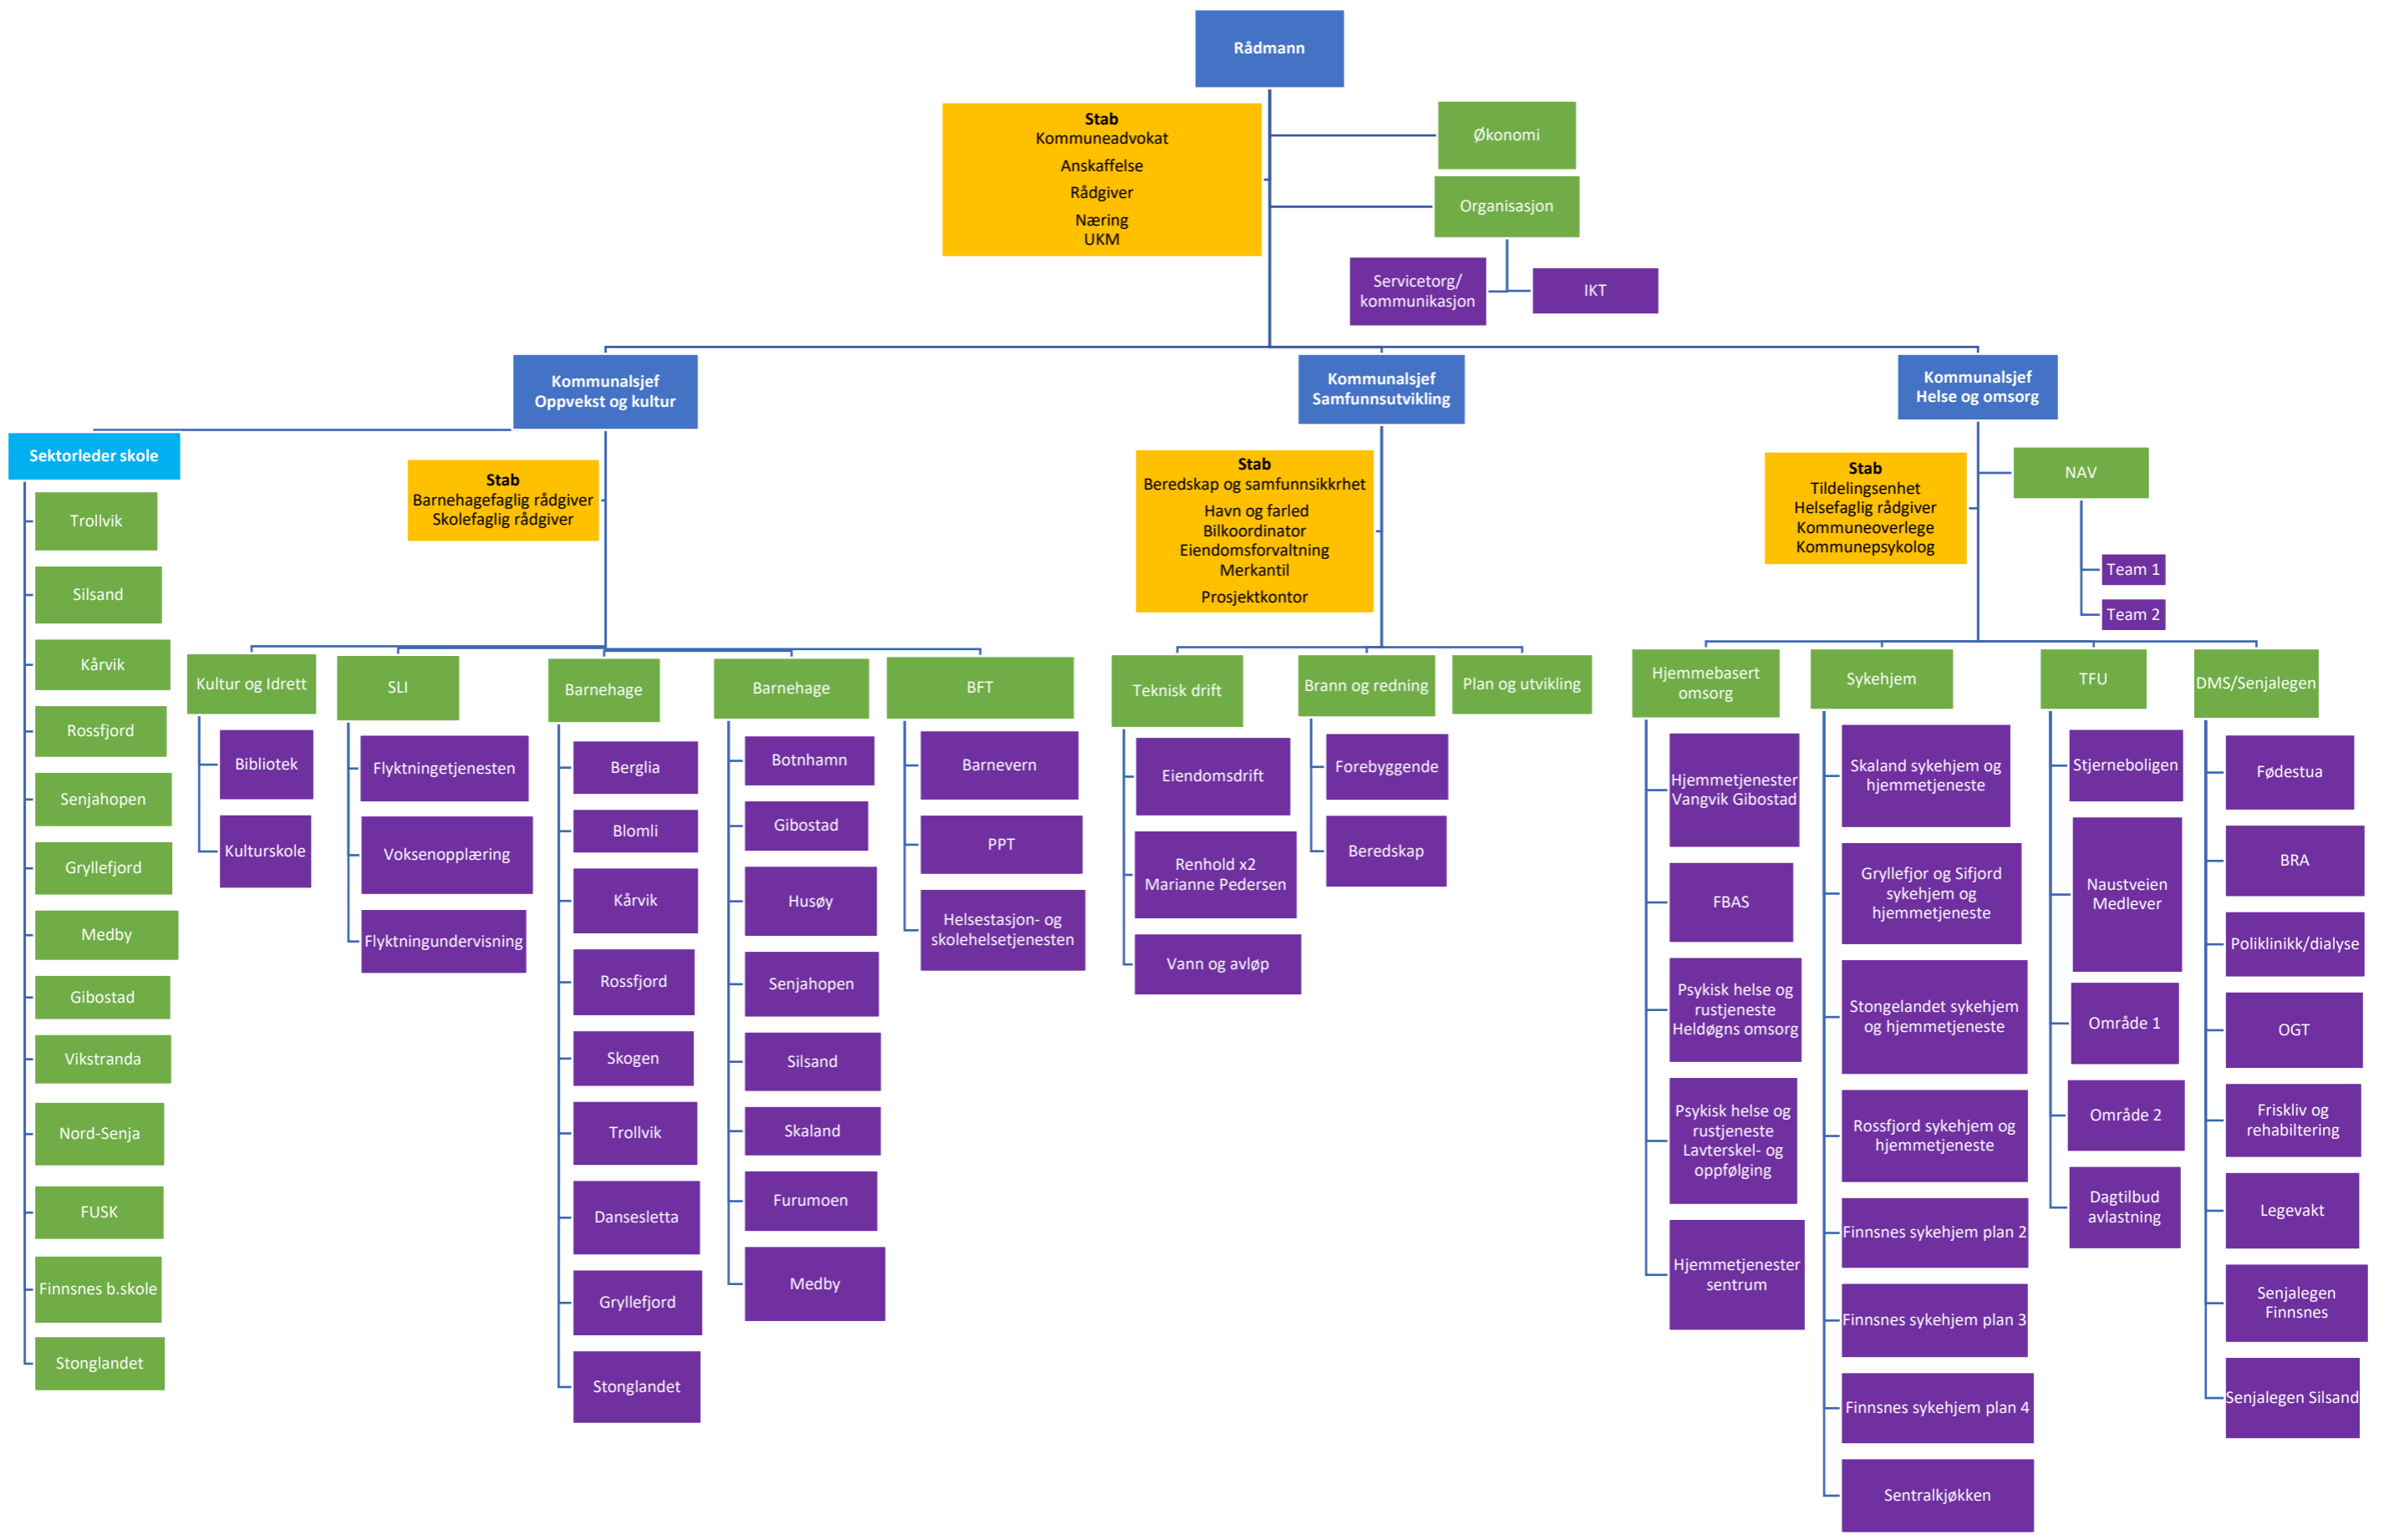 Rådmann
Stab
Kommuneadvokat
Anskaffelse
Rådgiver
Næring
UKM
Økonomi
Organisasjon
Servicetorg/
kommunikasjon
IKT
Kommunalsjef
Oppvekst og kultur
Kommunalsjef
Samfunnsutvikling
Kommunalsjef
Helse og omsorg
Sektorleder skole
Trollvik
Silsand
Kårvik
Rossfjord
Senjahopen
Gryllefjord
Medby
Gibostad
Vikstranda
Nord-Senja
FUSK
Finnsnes b.skole
Stonglandet
Stab
Barnehagefaglig rådgiver
Skolefaglig rådgiver
Kultur og Idrett
Bibliotek
Kulturskole
SLI
Flyktningetjenesten
Voksenopplæring
Flyktningundervisning
Barnehage
Berglia
Blomli
Kårvik
Rossfjord
Skogen
Trollvik
Dansesletta
Gryllefjord
Stonglandet
Barnehage
Botnhamn
Gibostad
Husøy
Senjahopen
Silsand
Skaland
Furumoen
Medby
BFT
Barnevern
PPT
Helsestasjon- og
skolehelsetjenesten
Stab
Beredskap og samfunnsikkrhet
Havn og farled
Bilkoordinator
Eiendomsforvaltning
Merkantil
Prosjektkontor
Teknisk drift
Eiendomsdrift
Renhold x2
Marianne Pedersen
Vann og avløp
Brann og redning
Forebyggende
Beredskap
Plan og utvikling
Stab
Tildelingsenhet
Helsefaglig rådgiver
Kommuneoverlege
Kommunepsykolog
NAV
Team 1
Team 2
Hjemmebasert
omsorg
Hjemmetjenester
Vangvik Gibostad
FBAS
Psykisk helse og
rustjeneste
Heldøgns omsorg
Psykisk helse og
rustjeneste
Lavterskel- og
oppfølging
Hjemmetjenester
sentrum
Sykehjem
Skaland sykehjem og
hjemmetjeneste
Gryllefjor og Sifjord
sykehjem og
hjemmetjeneste
Stongelandet sykehjem
og hjemmetjeneste
Rossfjord sykehjem og
hjemmetjeneste
Finnsnes sykehjem plan 2
Finnsnes sykehjem plan 3
Finnsnes sykehjem plan 4
Sentralkjøkken
TFU
Stjerneboligen
Naustveien
Medlever
Område 1
Område 2
Dagtilbud
avlastning
DMS/Senjalegen
Fødestua
BRA
Poliklinikk/dialyse
OGT
Friskliv og
rehabiltering
Legevakt
Senjalegen
Finnsnes
Senjalegen Silsand